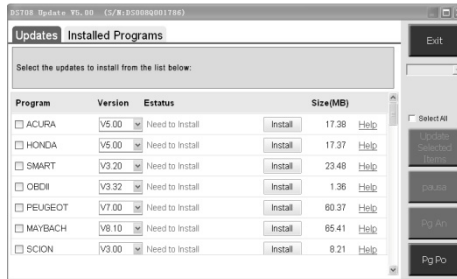 DS708 Update V5.00 (S/N:DS008Q001786)
Updates Installed Programs
Exit
Select the updates to install from the list below:
Program Version Estatus Size(MB)
ACURA V5.00 Need to Install Install 17.38 Help
HONDA V5.00 Need to Install Install 17.37 Help
SMART V3.20 Need to Install Install 23.48 Help
OBDII V3.32 Need to Install Install 1.36 Help
PEUGEOT V7.00 Need to Install Install 60.37 Help
MAYBACH V8.10 Need to Install Install 65.41 Help
SCION V3.00 Need to Install Install 8.21 Help
Select All
Update
Selected
Items
pausa
Pg An
Pg Po